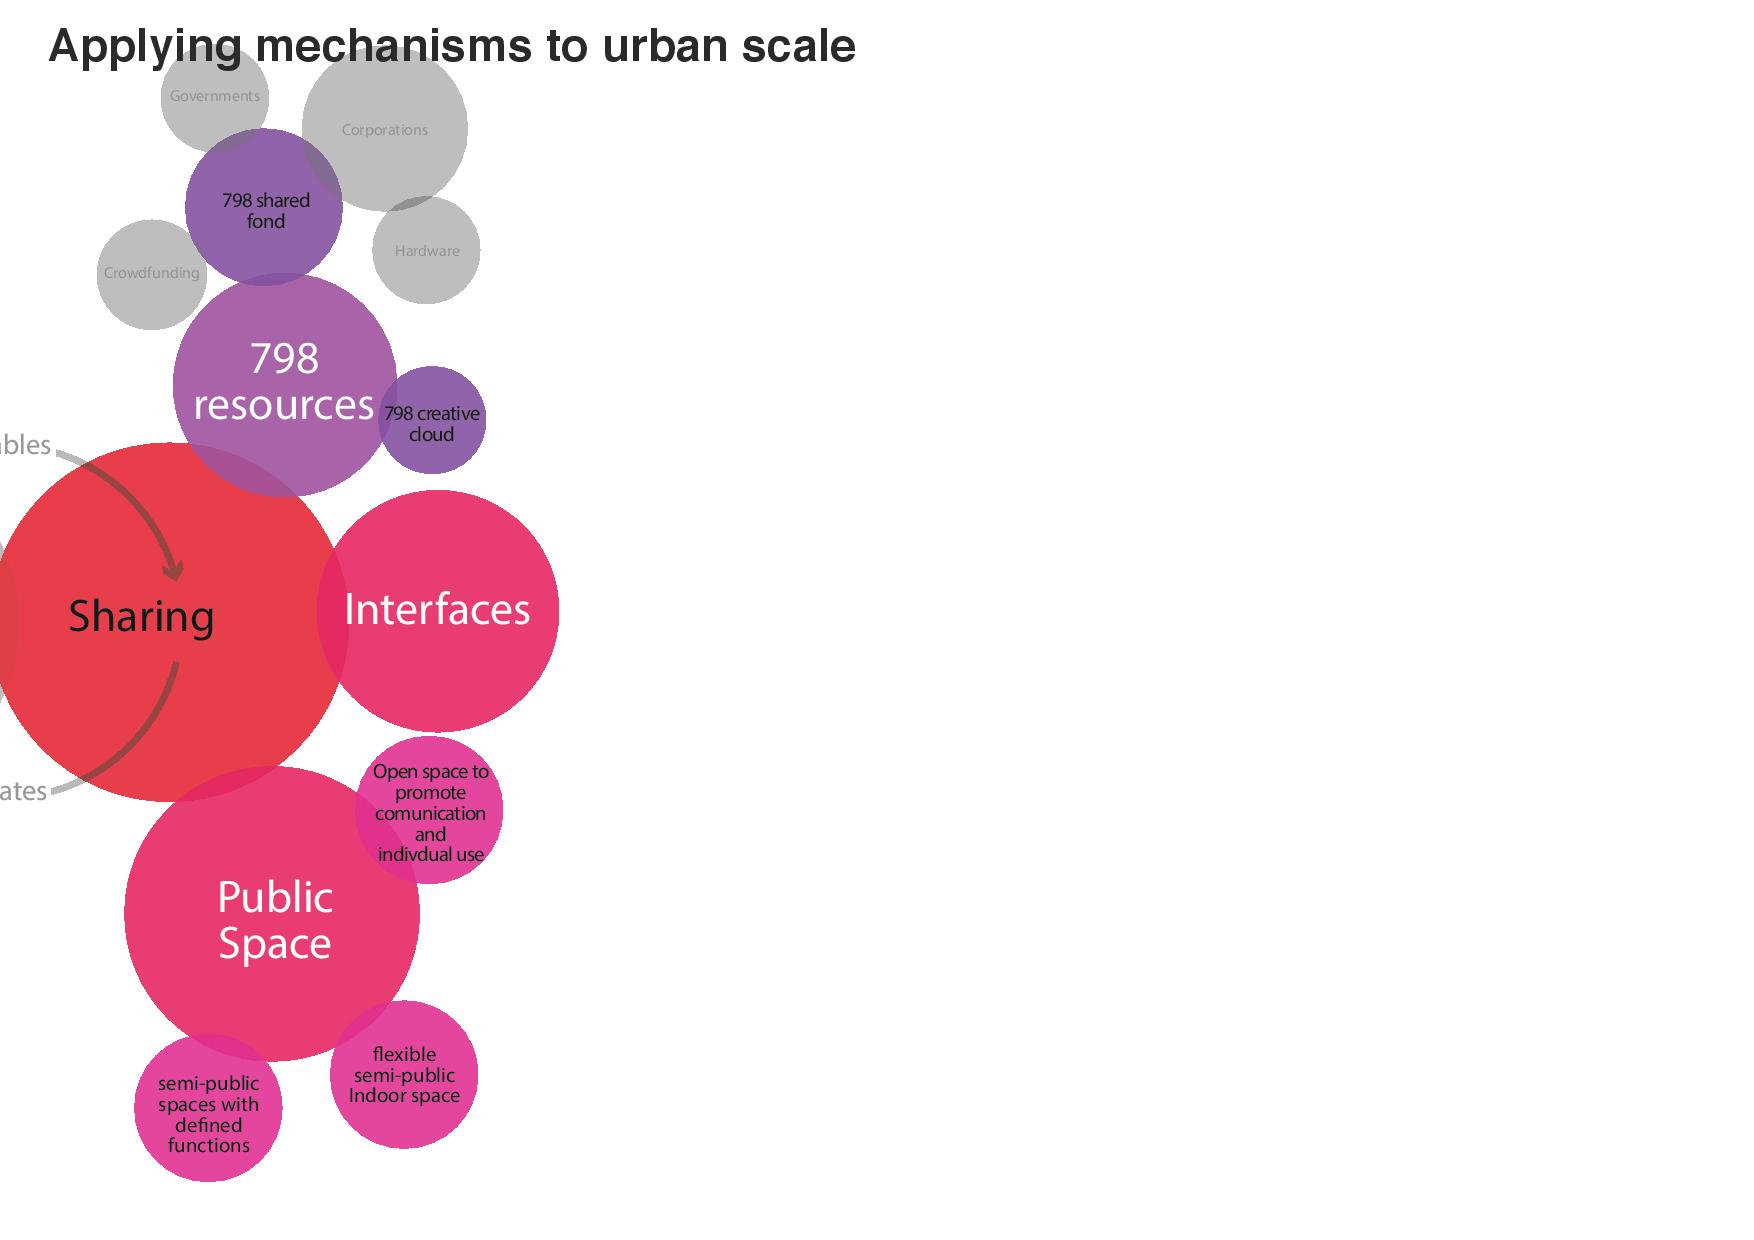 Applying mechanisms to urban scale
Governments
Corporations
798 shared
fond
Hardware
Crowdfunding
798
resources
798 creative
cloud
Sharing
Interfaces
Open space to
promote
comunication
and
indivdual use
Public
Space
flexible
semi-public
Indoor space
semi-public
spaces with
defined
functions